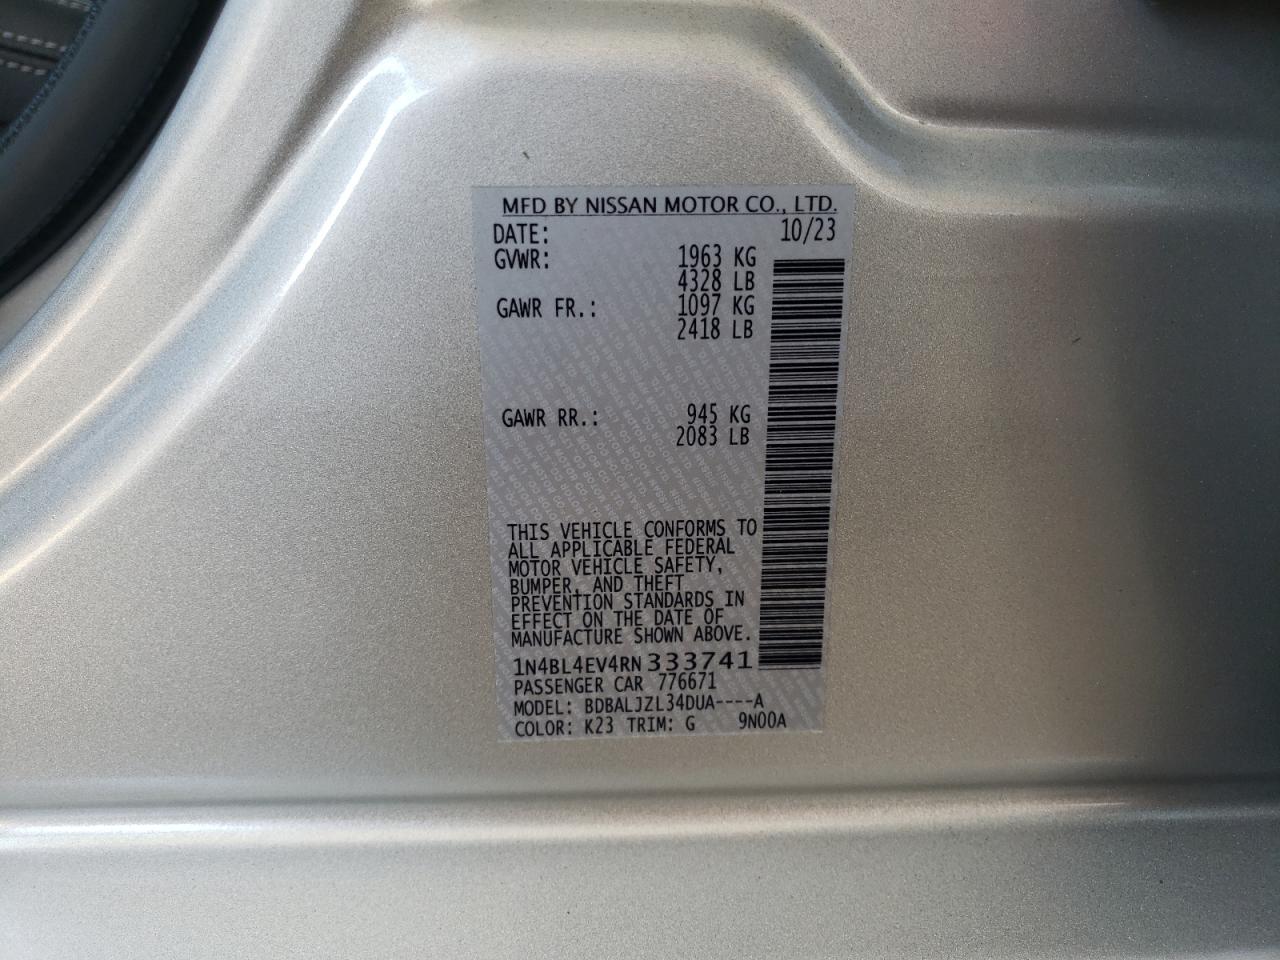 MFD BY NISSAN MOTOR CO., LTD.
DATE: 10/23
GVWR: 1963 KG
4328 LB
GAWR FR.: 1097 KG
2418 LB
GAWR RR.: 945 KG
2083 LB
THIS VEHICLE CONFORMS TO
ALL APPLICABLE FEDERAL
MOTOR VEHICLE SAFETY,
BUMPER, AND THEFT
PREVENTION STANDARDS IN
EFFECT ON THE DATE OF
MANUFACTURE SHOWN ABOVE.
1N4BL4EV4RN333741
PASSENGER CAR 776671
MODEL: BDBALJZL34DUA----A
COLOR: K23 TRIM: G 9N00A